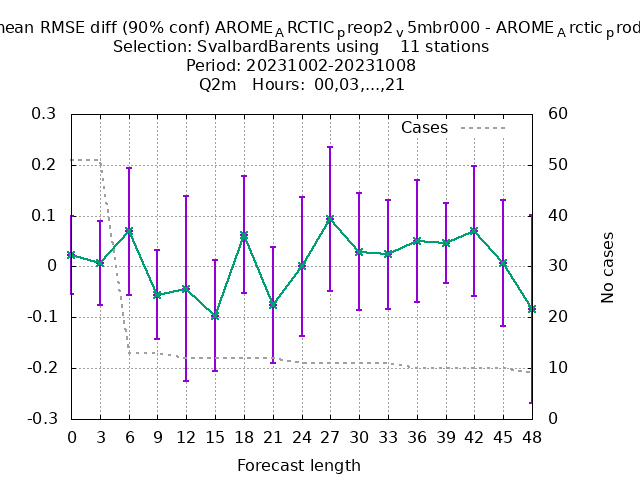 nean RMSE diff (90% conf) AROME_ARCTIC_preop2_v5mbr000 - AROME_Arctic_prod
Selection: SvalbardBarents using    11 stations
Period: 20231002-20231008
Q2m   Hours:  00,03,...,21
Cases
0.3
0.2
0.1
0
-0.1
-0.2
-0.3
60
50
40
30
20
10
0
No cases
0 3 6 9 12 15 18 21 24 27 30 33 36 39 42 45 48
Forecast length